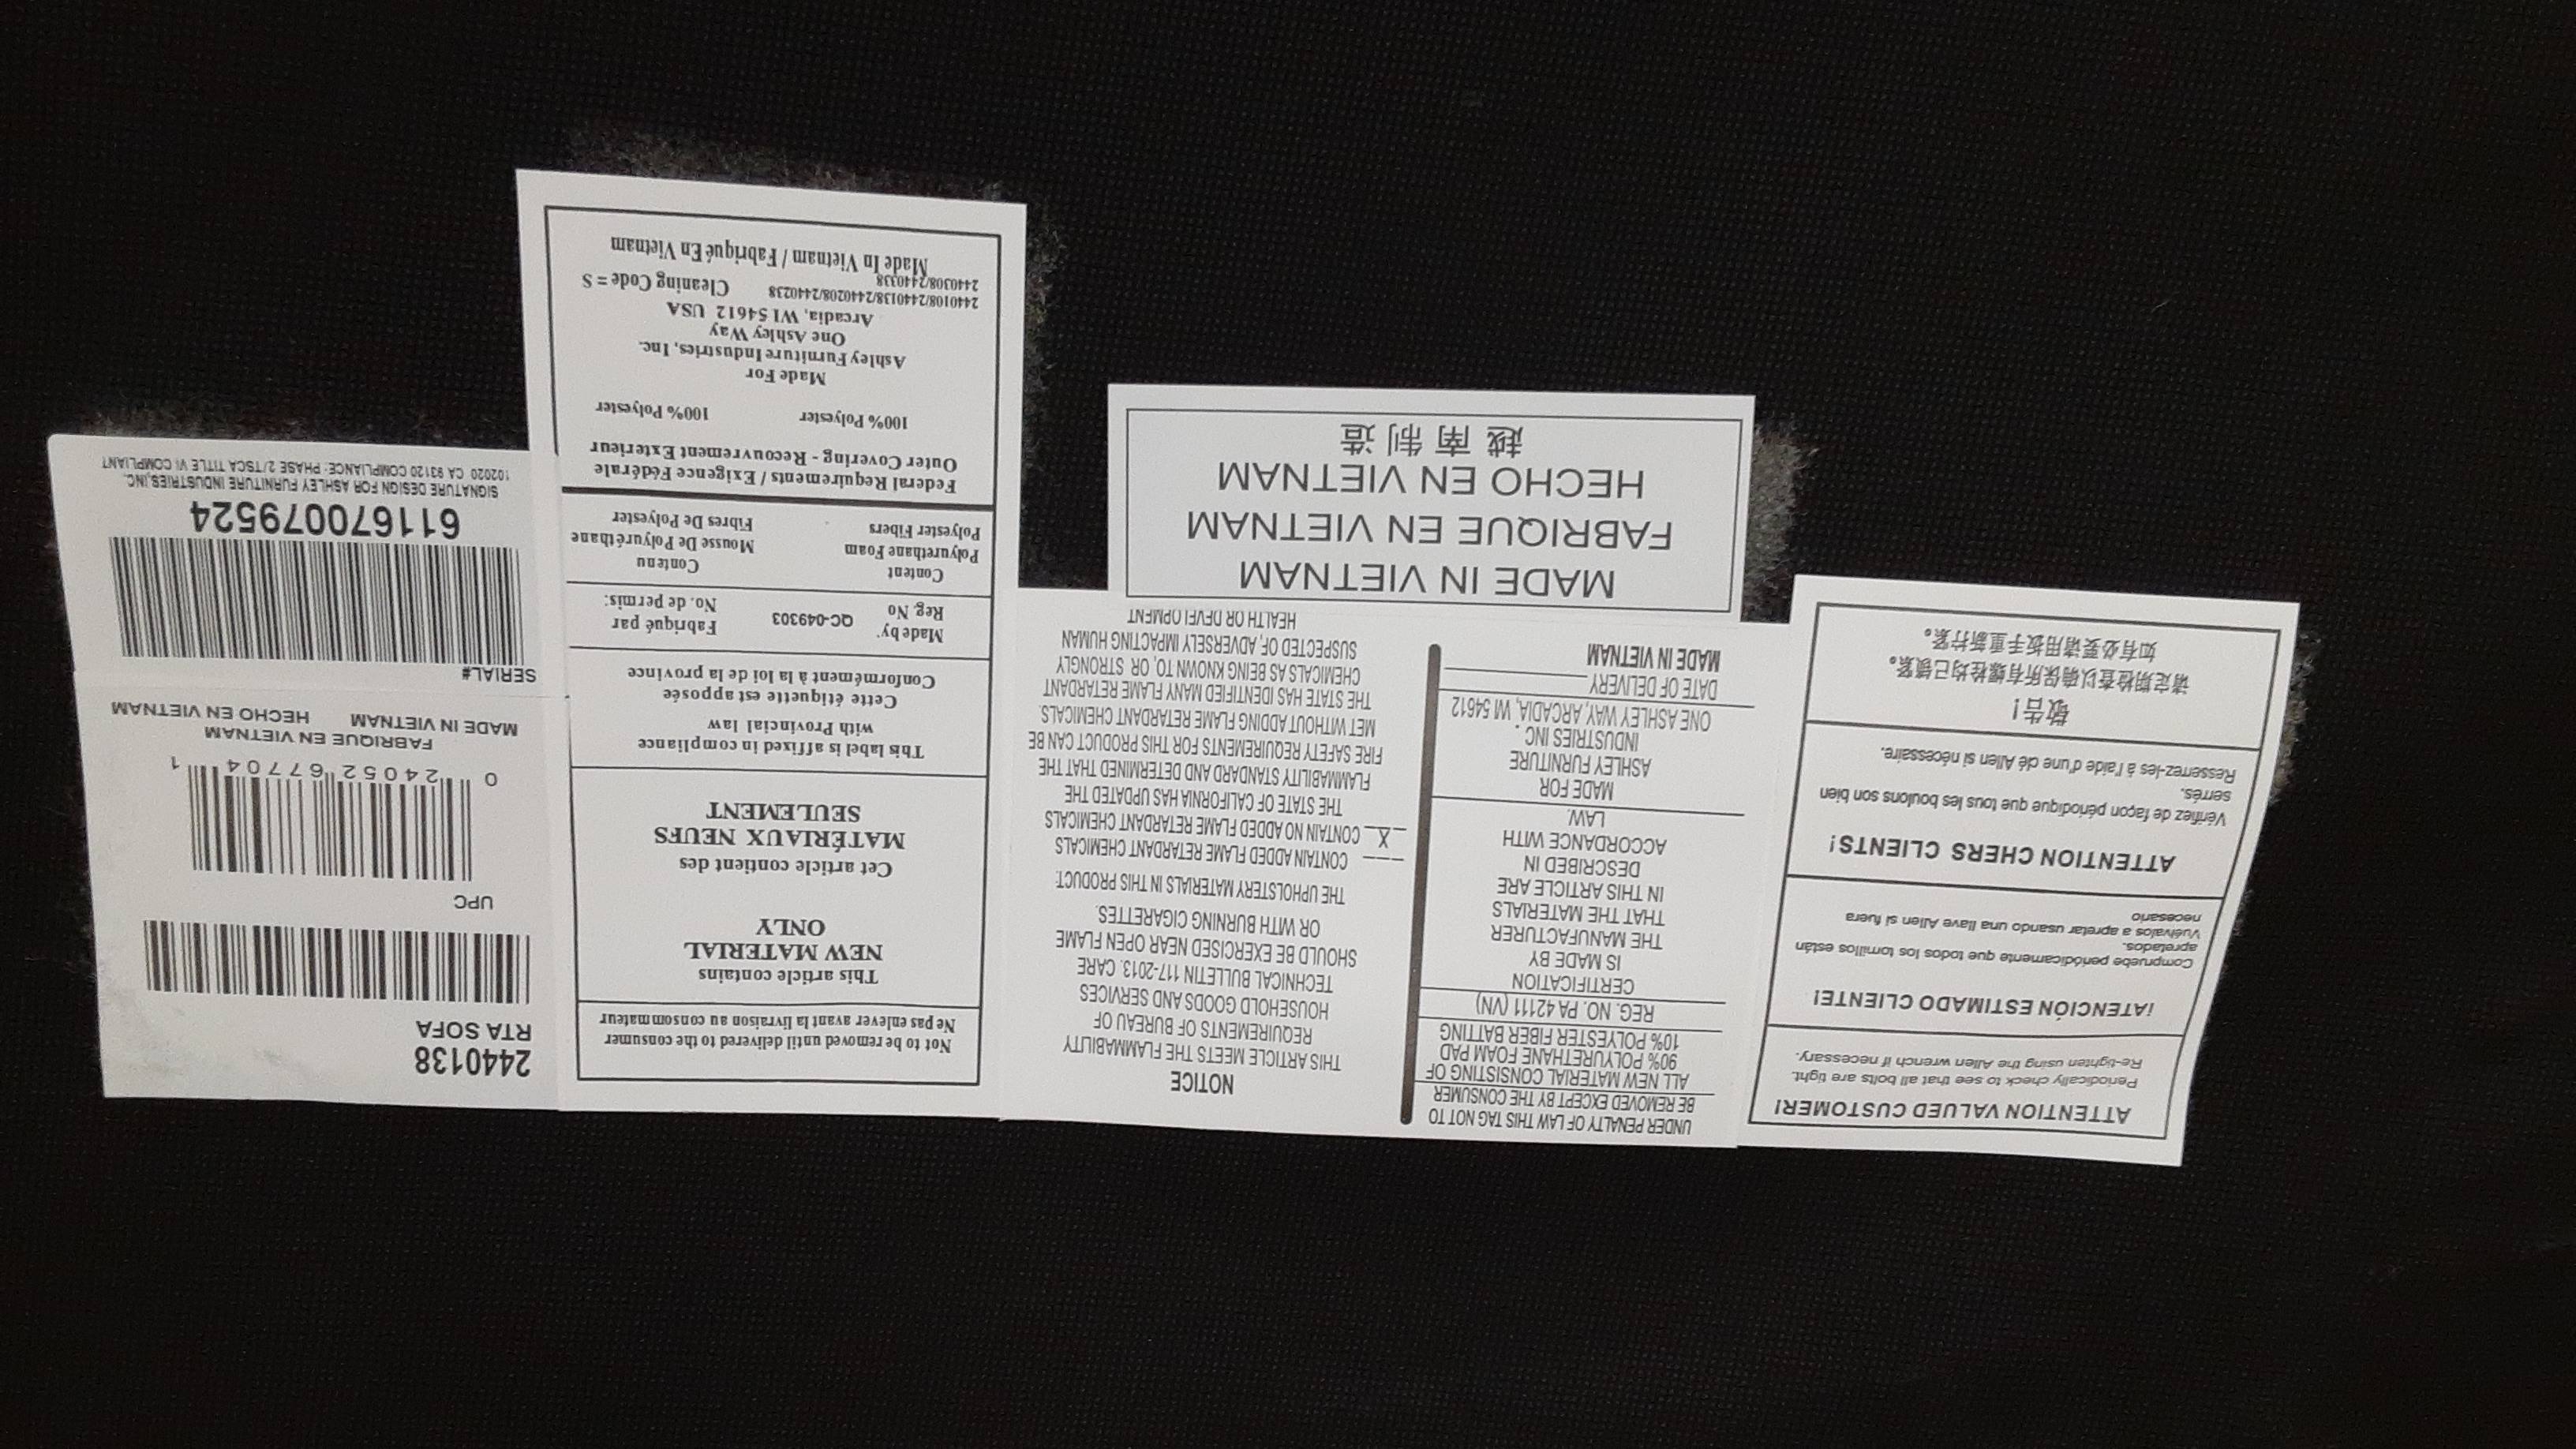 ATTENTION VALUED CUSTOMER!
Periodically check to see that all bolts are tight.
Re-tighten using the Allen wrench if necessary.
¡ATENCIÓN ESTIMADO CLIENTE!
Compruebe periódicamente que todos los tornillos están
apretados.
Vuélvalos a apretar usando una llave Allen si fuera
necesario
ATTENTION CHERS CLIENTS!
Vérifiez de façon périodique que tous les boulons son bien
serrés.
Resserrez-les à l'aide d'une clé Allen si nécessaire.
敬告!
请定期检查以确保所有螺栓均已锁紧。
如有必要请用扳手重新拧紧。
UNDER PENALTY OF LAW THIS TAG NOT TO
BE REMOVED EXCEPT BY THE CONSUMER
ALL NEW MATERIAL CONSISTING OF
90% POLYURETHANE FOAM PAD
10% POLYESTER FIBER BATTING
REG. NO. PA 42111 (VN)
CERTIFICATION
IS MADE BY
THE MANUFACTURER
THAT THE MATERIALS
IN THIS ARTICLE ARE
DESCRIBED IN
ACCORDANCE WITH
LAW.
MADE FOR
ASHLEY FURNITURE
INDUSTRIES INC.
ONE ASHLEY WAY, ARCADIA, WI 54612
DATE OF DELIVERY
MADE IN VIETNAM
NOTICE
THIS ARTICLE MEETS THE FLAMMABILITY
REQUIREMENTS OF BUREAU OF
HOUSEHOLD GOODS AND SERVICES
TECHNICAL BULLETIN 117-2013. CARE
SHOULD BE EXERCISED NEAR OPEN FLAME
OR WITH BURNING CIGARETTES.
THE UPHOLSTERY MATERIALS IN THIS PRODUCT:
___ CONTAIN ADDED FLAME RETARDANT CHEMICALS
_X_ CONTAIN NO ADDED FLAME RETARDANT CHEMICALS
THE STATE OF CALIFORNIA HAS UPDATED THE
FLAMMABILITY STANDARD AND DETERMINED THAT THE
FIRE SAFETY REQUIREMENTS FOR THIS PRODUCT CAN BE
MET WITHOUT ADDING FLAME RETARDANT CHEMICALS.
THE STATE HAS IDENTIFIED MANY FLAME RETARDANT
CHEMICALS AS BEING KNOWN TO, OR STRONGLY
SUSPECTED OF, ADVERSELY IMPACTING HUMAN
HEALTH OR DEVELOPMENT
MADE IN VIETNAM
FABRIQUE EN VIETNAM
HECHO EN VIETNAM
越南制造
Not to be removed until delivered to the consumer
Ne pas enlever avant la livraison au consommateur
This article contains
NEW MATERIAL
ONLY
Cet article contient des
MATÉRIAUX NEUFS
SEULEMENT
This label is affixed in compliance
with Provincial law
Cette étiquette est apposée
Conformément à la loi de la province
Made by Fabriqué par
Reg. No QC-049303 No. de permis:
Content Contenu
Polyurethane Foam Mousse De Polyuréthane
Polyester Fibers Fibres De Polyester
Federal Requirements / Exigence Fédérale
Outer Covering - Recouvrement Exterieur
100% Polyester 100% Polyester
Made For
Ashley Furniture Industries, Inc.
One Ashley Way
Arcadia, WI 54612 USA
2440108/2440138/2440208/2440238 Cleaning Code = S
2440308/2440338
Made In Vietnam / Fabriqué En Vietnam
2440138
RTA SOFA
UPC
0 24052 67704 1
FABRIQUE EN VIETNAM
MADE IN VIETNAM HECHO EN VIETNAM
SERIAL#
611670079524
SIGNATURE DESIGN FOR ASHLEY FURNITURE INDUSTRIES,INC.
102020 CA 93120 COMPLIANCE: PHASE 2/TSCA TITLE VI COMPLIANT